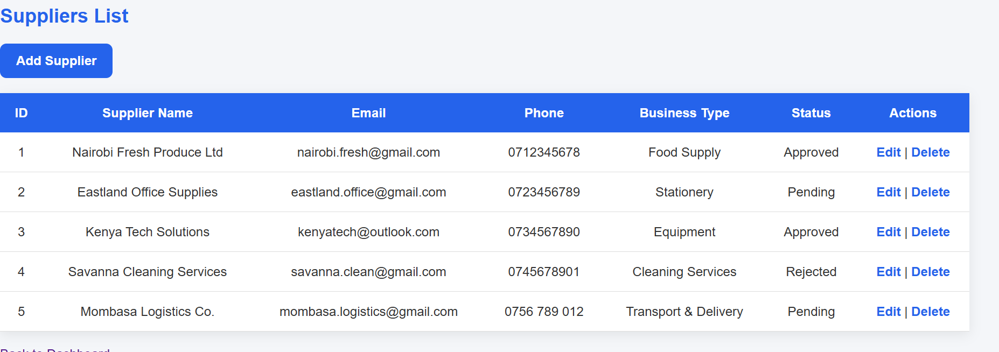 Suppliers List
Add Supplier
ID Supplier Name Email Phone Business Type Status Actions
1 Nairobi Fresh Produce Ltd nairobi.fresh@gmail.com 0712345678 Food Supply Approved Edit | Delete
2 Eastland Office Supplies eastland.office@gmail.com 0723456789 Stationery Pending Edit | Delete
3 Kenya Tech Solutions kenyatech@outlook.com 0734567890 Equipment Approved Edit | Delete
4 Savanna Cleaning Services savanna.clean@gmail.com 0745678901 Cleaning Services Rejected Edit | Delete
5 Mombasa Logistics Co. mombasa.logistics@gmail.com 0756 789 012 Transport & Delivery Pending Edit | Delete
Back to Dashboard